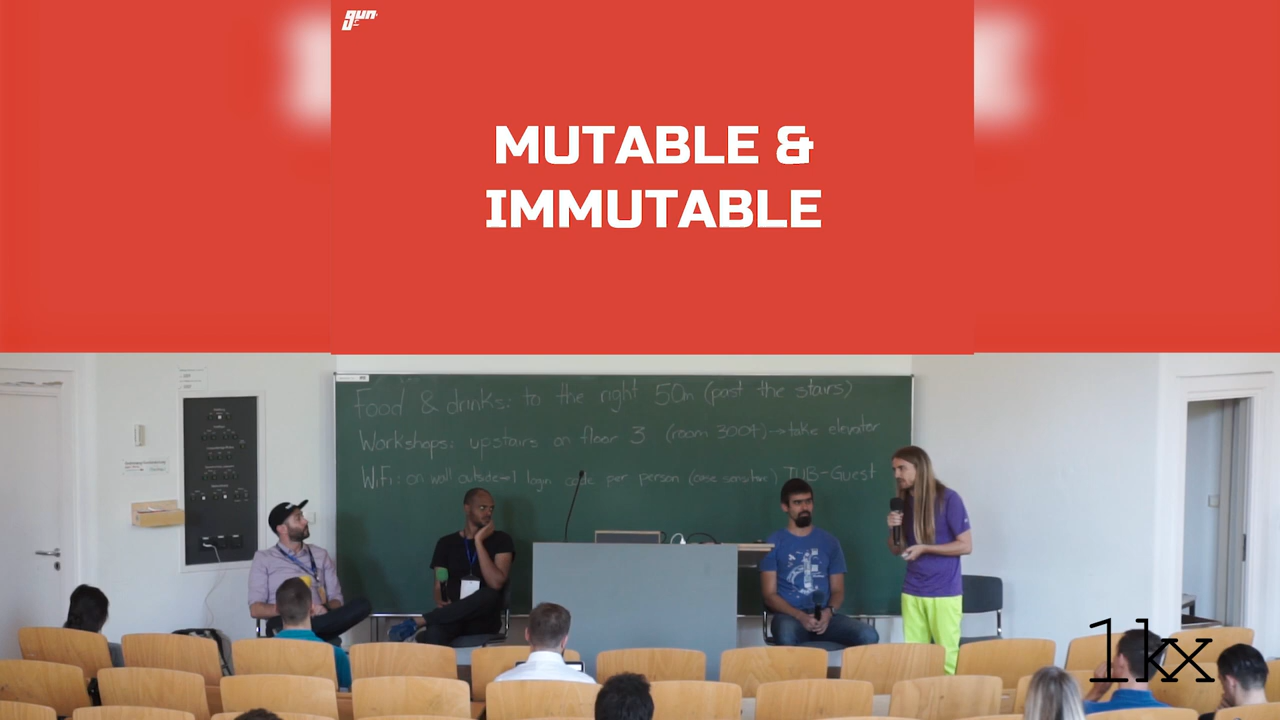 gun
MUTABLE &
IMMUTABLE
Food & drinks: to the right 50m (past the stairs)
Workshops: upstairs on floor 3 (room 3004) → take elevator
WiFi: on wall outside → 1 login code per person (case sensitive) TUB-Guest
1kx